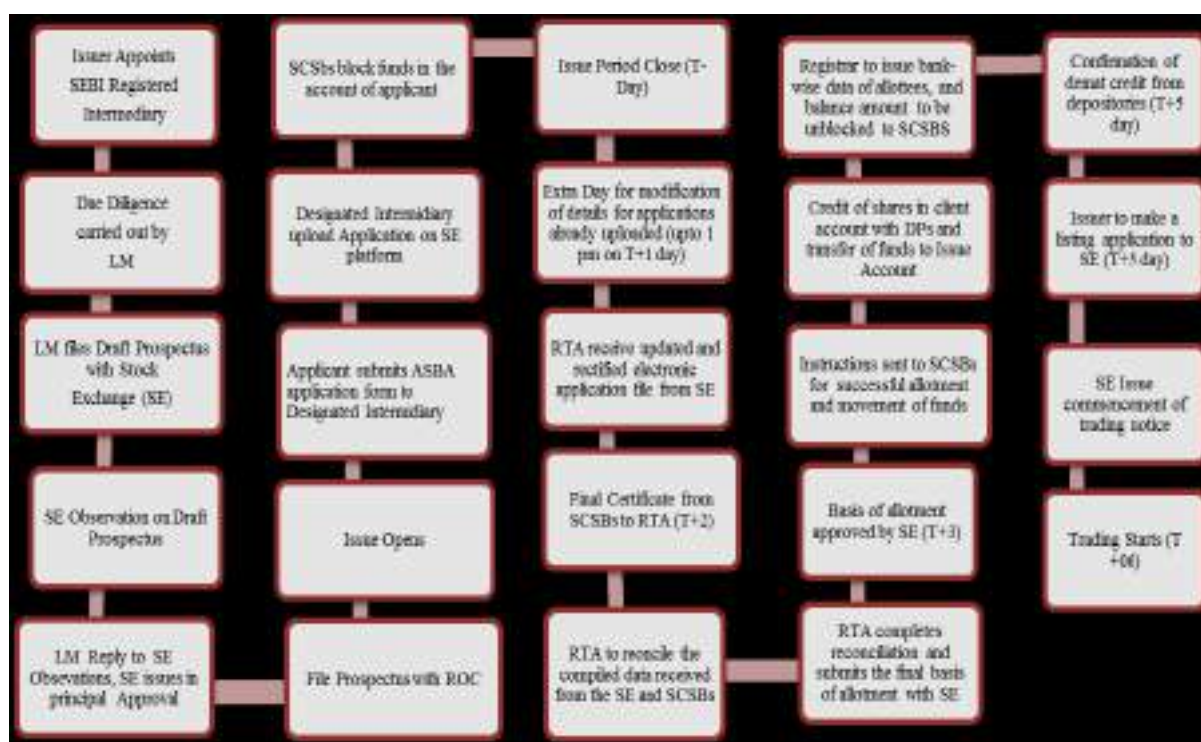 Issuer Appoints
SEBI Registered
Intermediary
Due Diligence
carried out by
LM
LM files Draft Prospectus
with Stock
Exchange (SE)
SE Observation on Draft
Prospectus
LM Reply to SE
Obsevations, SE issues in
principal Approval
File Prospectus with ROC
Issue Opens
Applicant submits ASBA
application form to
Designated Intermidiary
Designated Intermidiary
upload Application on SE
platform
SCSbs block funds in the
account of applicant
Issue Period Close (T-
Day)
Extra Day for modification
of details for applications
already uploaded (upto 1
pm on T+1 day)
RTA receive updated and
rectified electronic
application file from SE
Final Certificate from
SCSBs to RTA (T+2)
RTA to reconcile the
compiled data received
from the SE and SCSBs
RTA completes
reconciliation and
submits the final basis
of allotment with SE
Basis of allotment
approved by SE (T+3)
Instructions sent to SCSBs
for successful allotment
and movement of funds
Credit of shares in client
account with DPs and
transfer of funds to Issue
Account
Registrar to issue bank-
wise data of allottees, and
balance amount to be
unblocked to SCSBS
Confirmation of
demat credit from
depositories (T+5
day)
Issuer to make a
listing application to
SE (T+5 day)
SE Issue
commencement of
trading notice
Trading Starts (T
+06)